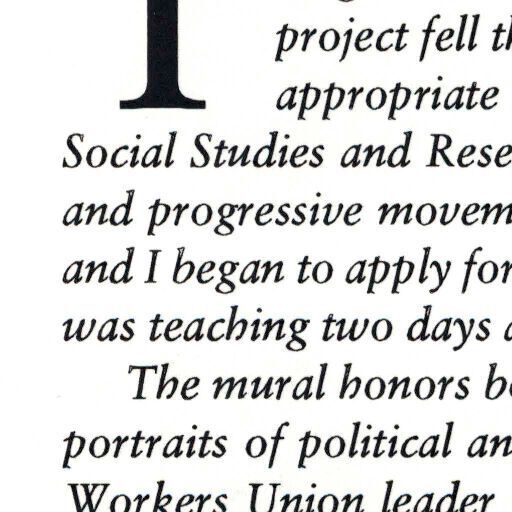 project fell
appropriate
Social Studies and Rese
and progressive movem
and I began to apply for
was teaching two days
The mural honors
portraits of political an
Workers Union leader